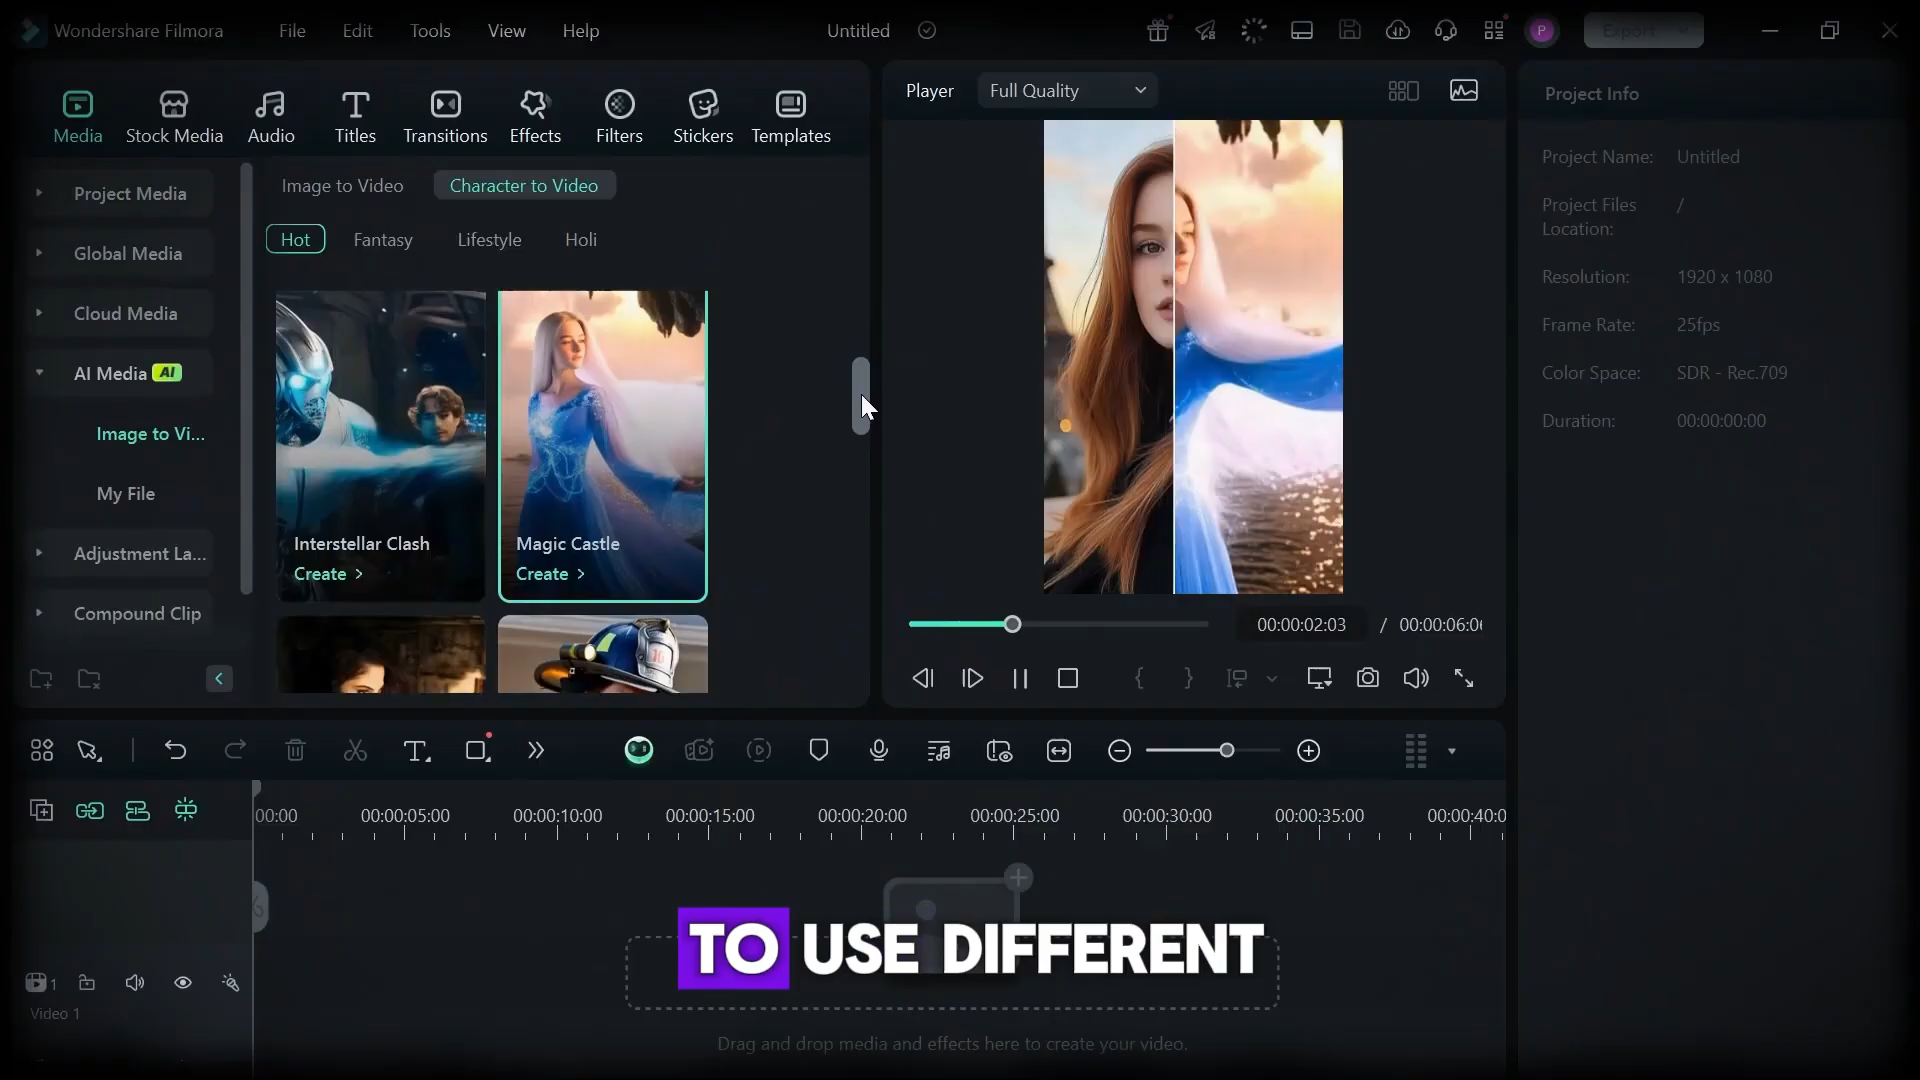 Wondershare Filmora
File
Edit
Tools
View
Help
Untitled
P
Export
Media
Stock Media
Audio
Titles
Transitions
Effects
Filters
Stickers
Templates
Project Media
Global Media
Cloud Media
AI Media AI
Image to Vi...
My File
Adjustment La...
Compound Clip
Image to Video
Character to Video
Hot
Fantasy
Lifestyle
Holi
Interstellar Clash
Create >
Magic Castle
Create >
16
Player
Full Quality
00:00:02:03 / 00:00:06:0
Project Info
Project Name: Untitled
Project Files Location: /
Resolution: 1920 x 1080
Frame Rate: 25fps
Color Space: SDR - Rec.709
Duration: 00:00:00:00
00:00
00:00:05:00
00:00:10:00
00:00:15:00
00:00:20:00
00:00:25:00
00:00:30:00
00:00:35:00
00:00:40:0
1
Video 1
TO USE DIFFERENT
Drag and drop media and effects here to create your video.